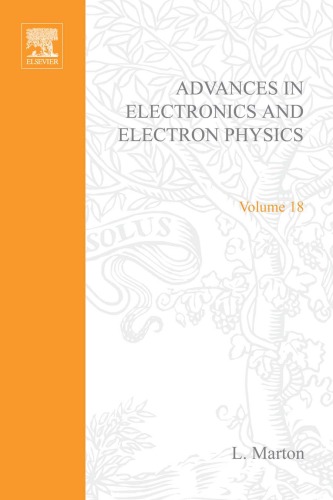 ELSEVIER
ADVANCES IN
ELECTRONICS AND
ELECTRON PHYSICS
Volume 18
SOLUS
L. Marton